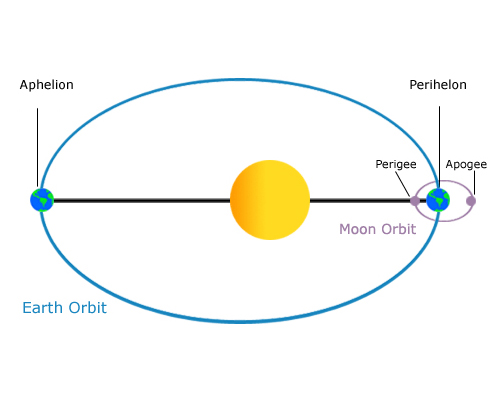 Aphelion
Perihelon
Perigee
Apogee
Moon Orbit
Earth Orbit